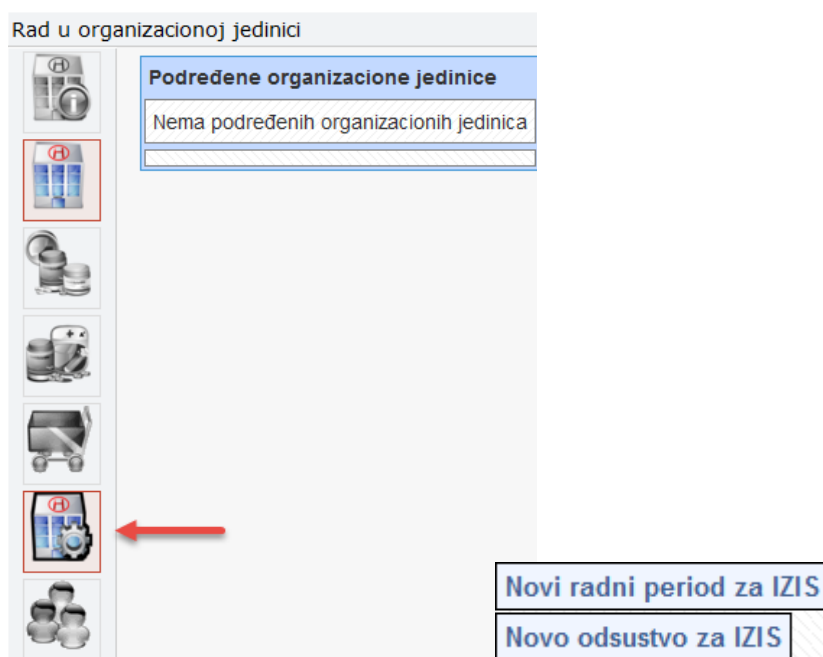 Rad u organizacionoj jedinici
Podređene organizacione jedinice
Nema podređenih organizacionih jedinica
Novi radni period za IZIS
Novo odsustvo za IZIS